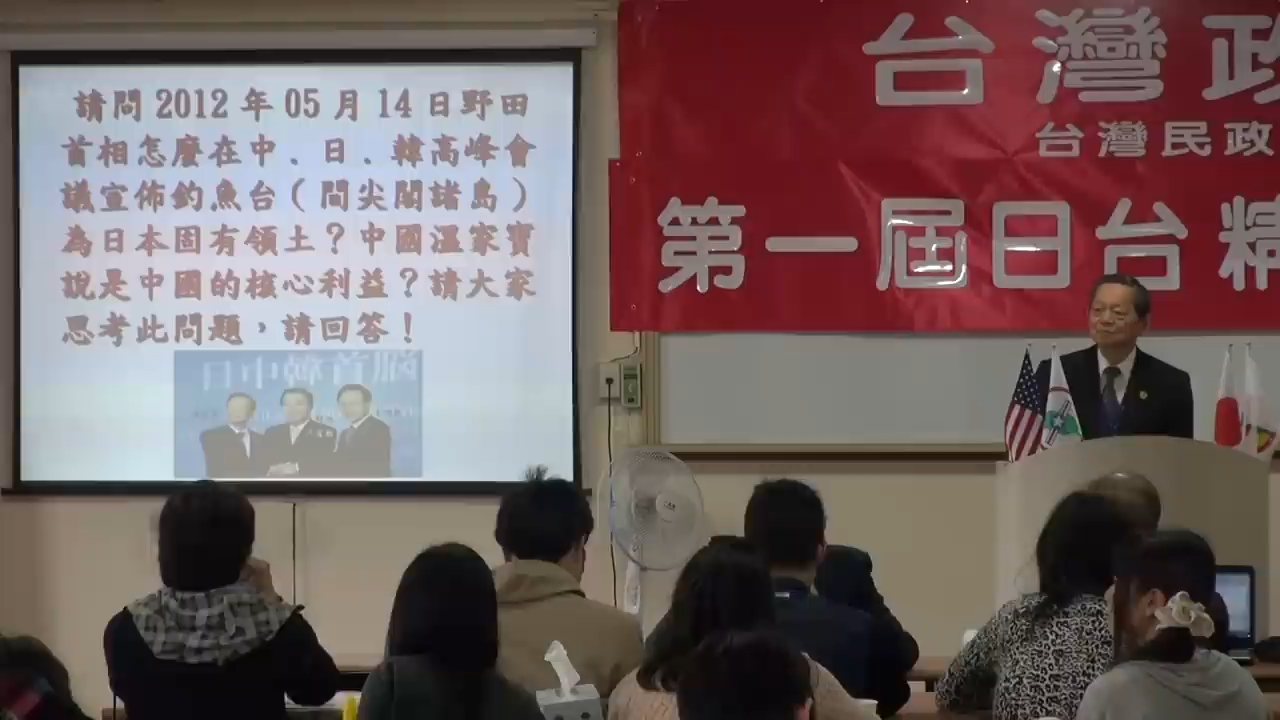 請問 2012 年 05 月 14 日野田
首相怎麼在中、日、韓高峰會
議宣佈釣魚台（間尖閣諸島）
為日本固有領土？中國溫家寶
說是中國的核心利益？請大家
思考此問題，請回答！
日中韓首脳
台灣政
台灣民政
第一屆日台精